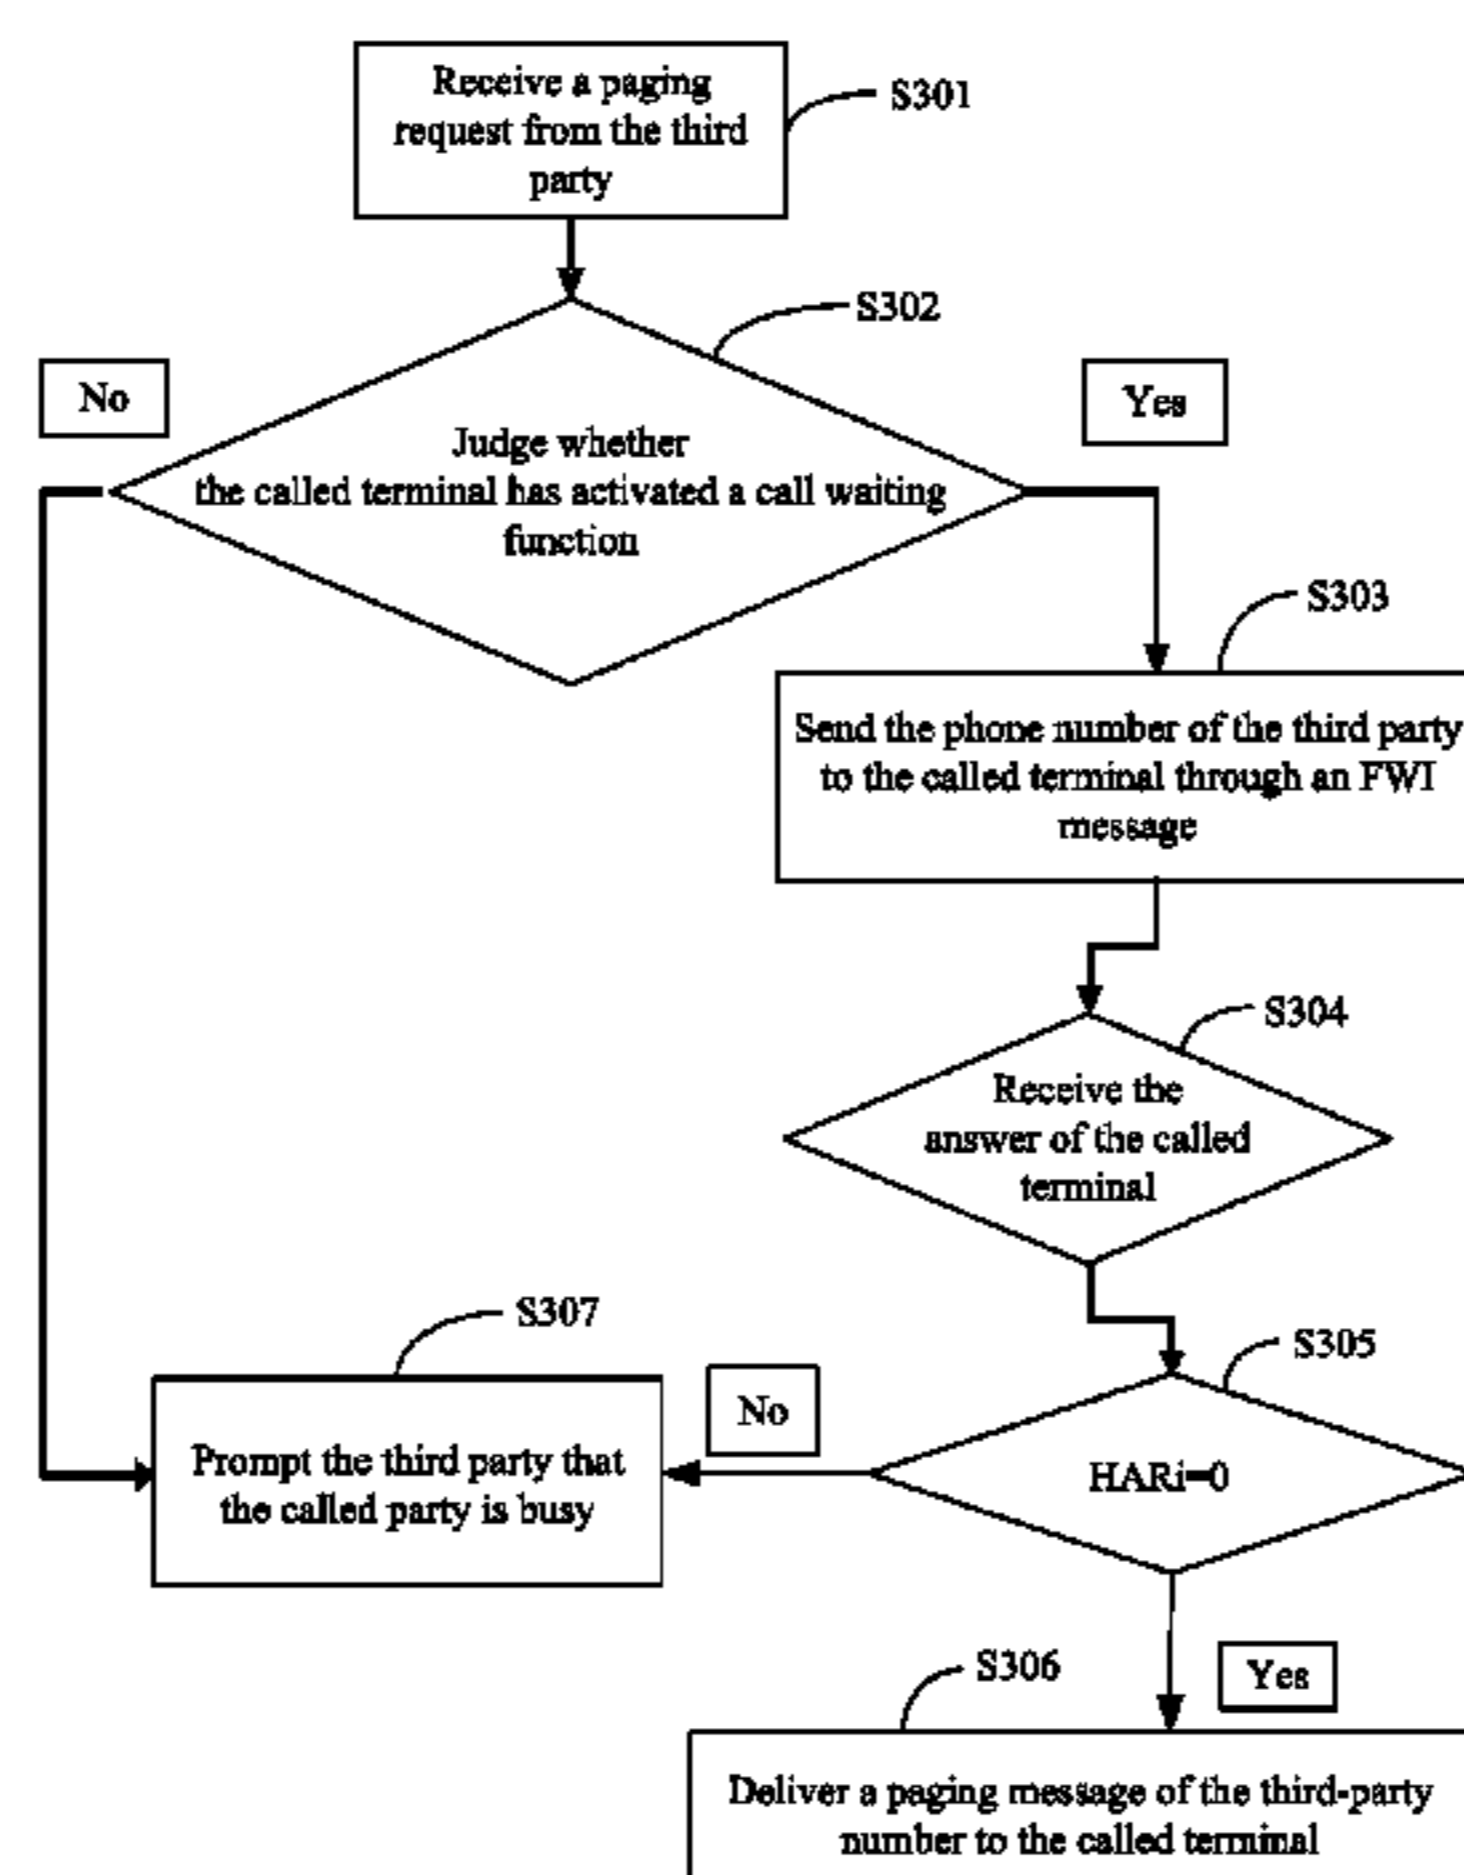 Receive a paging
request from the third
party
S301
S302
No
Yes
Judge whether
the called terminal has activated a call waiting
function
S303
Send the phone number of the third party
to the called terminal through an FWI
message
S304
Receive the
answer of the called
terminal
S307
S305
No
Prompt the third party that
the called party is busy
HARi=0
S306
Yes
Deliver a paging message of the third-party
number to the called terminal